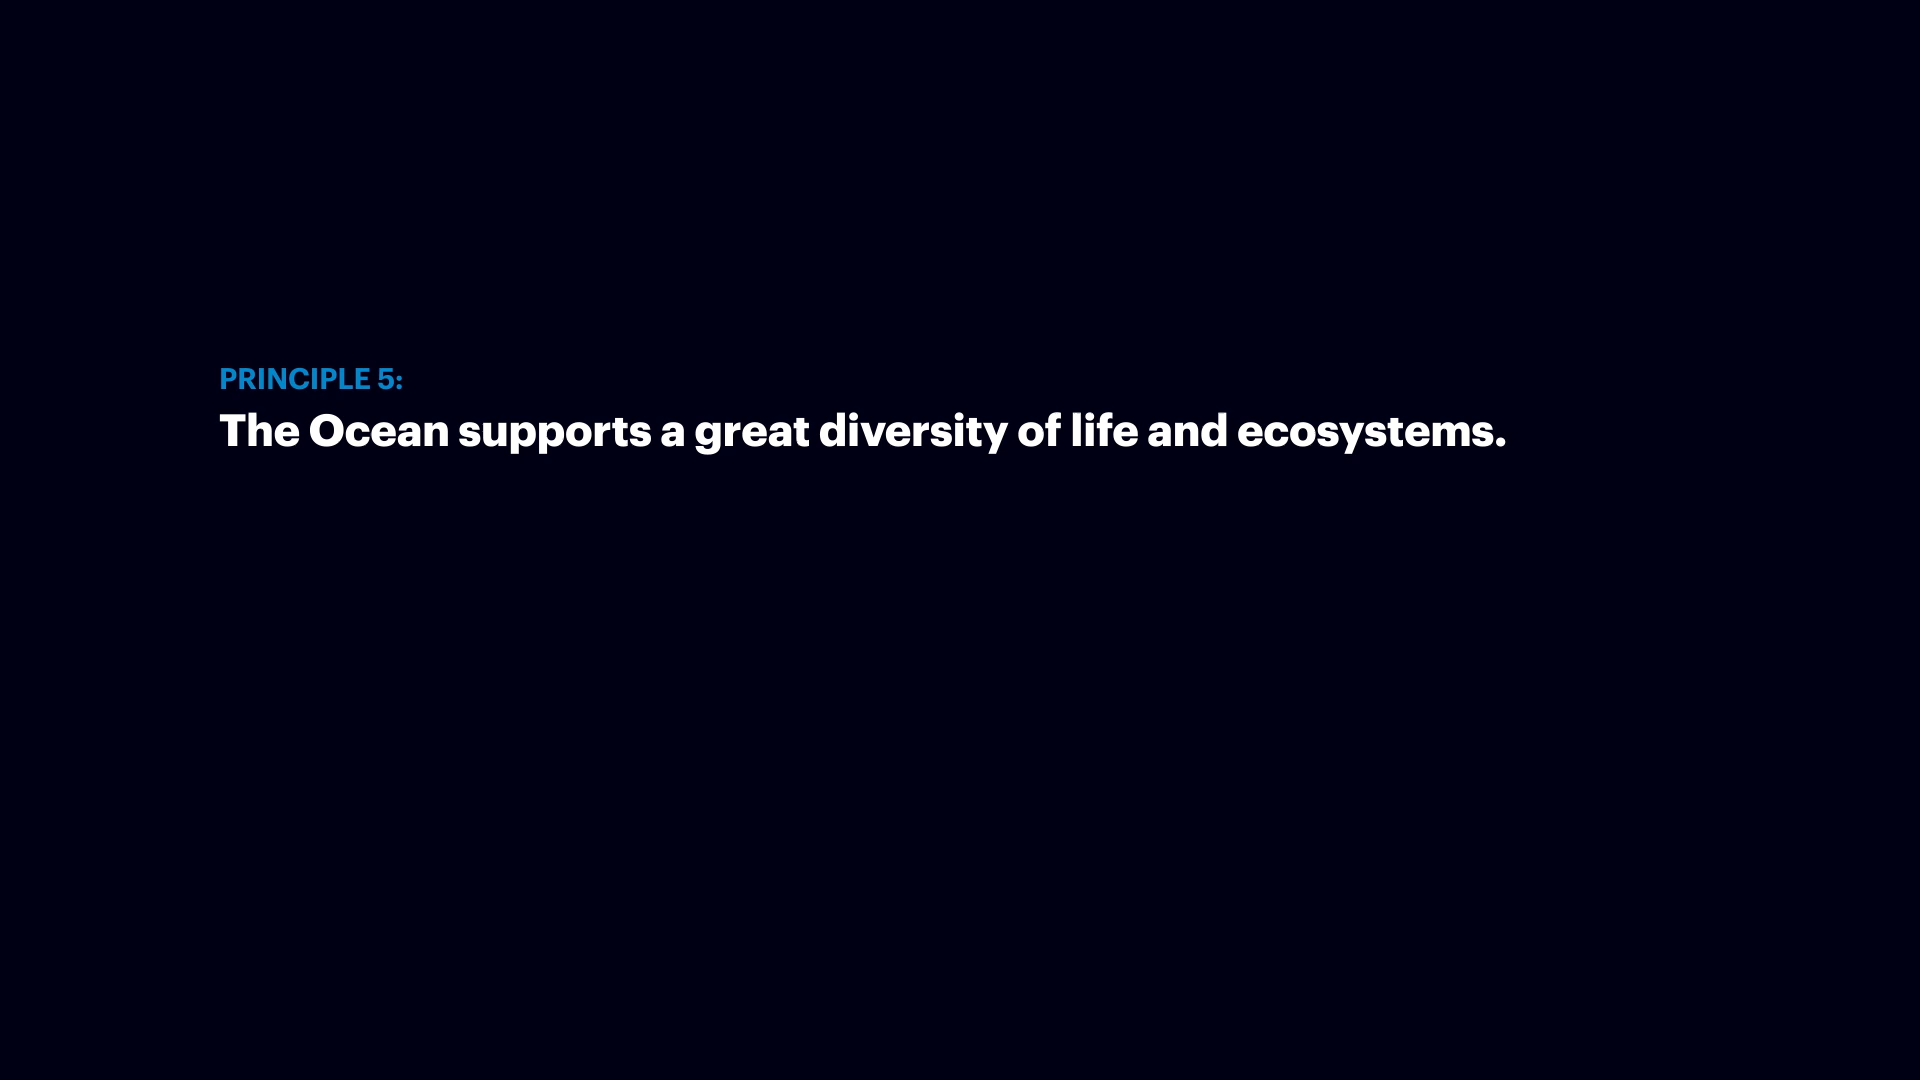 PRINCIPLE 5:
The Ocean supports a great diversity of life and ecosystems.